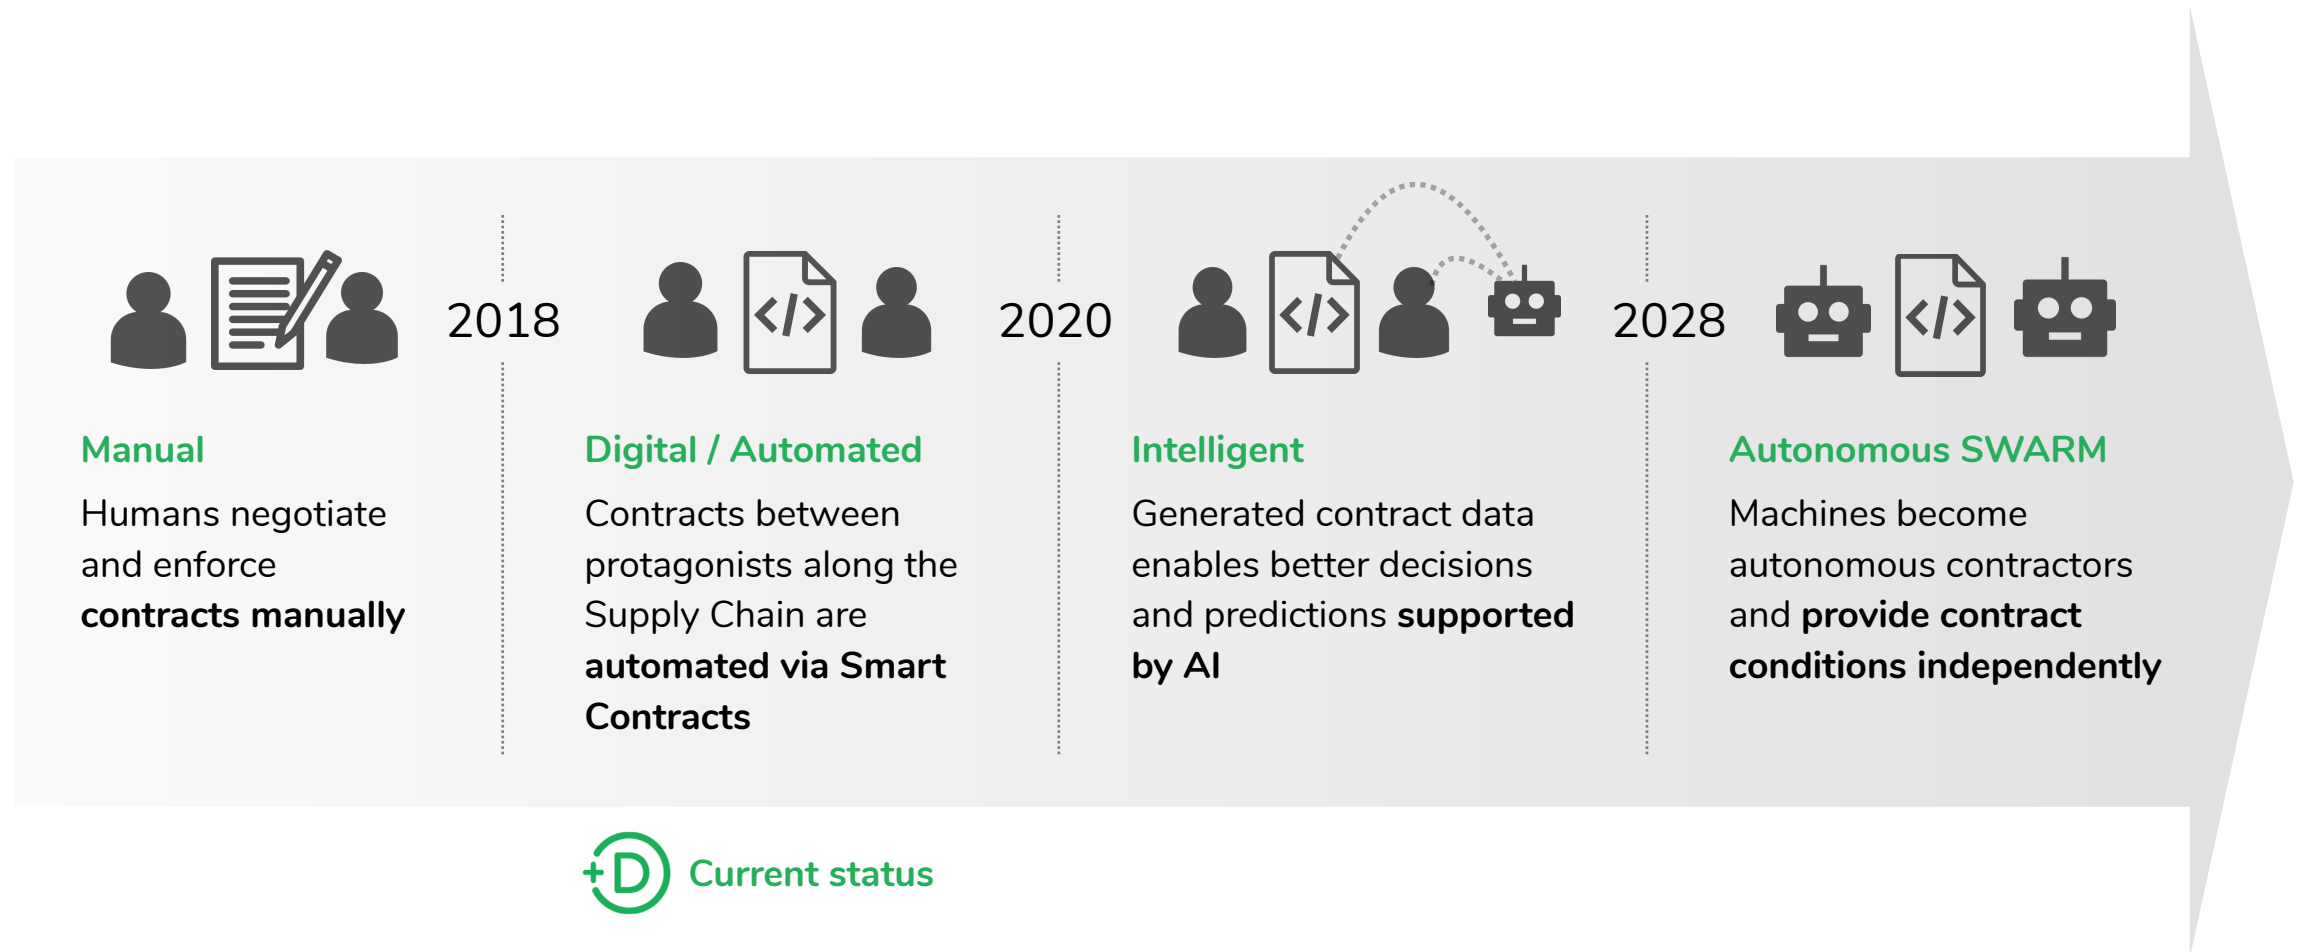 2018
2020
2028
Manual
Humans negotiate
and enforce
contracts manually
Digital / Automated
Contracts between
protagonists along the
Supply Chain are
automated via Smart
Contracts
Intelligent
Generated contract data
enables better decisions
and predictions supported
by AI
Autonomous SWARM
Machines become
autonomous contractors
and provide contract
conditions independently
+D Current status